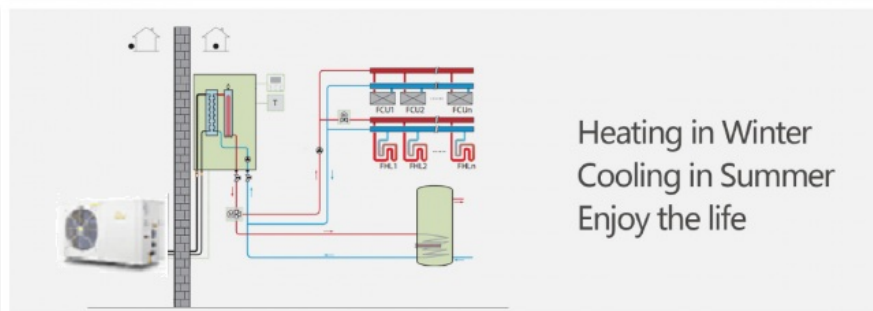 T
FCU1 FCU2 FCUn
FHL1 FHL2 FHLn
Heating in Winter
Cooling in Summer
Enjoy the life